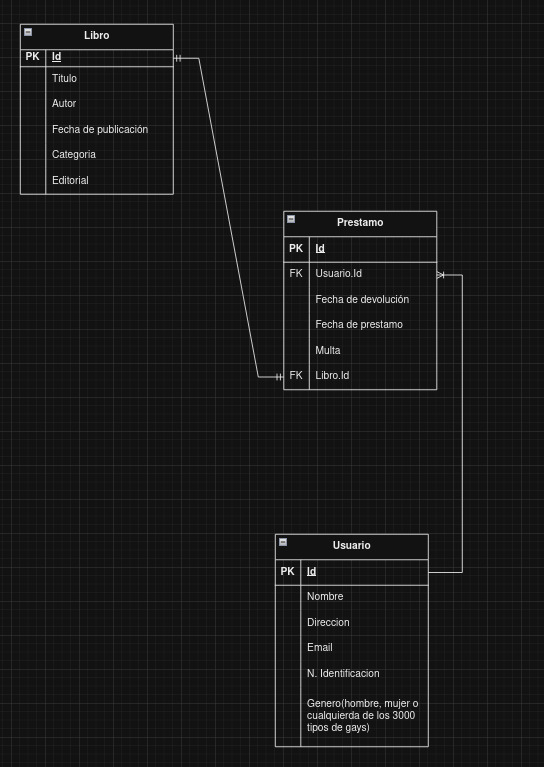 Libro
PK Id
Titulo
Autor
Fecha de publicación
Categoria
Editorial
Prestamo
PK Id
FK Usuario.Id
Fecha de devolución
Fecha de prestamo
Multa
FK Libro.Id
Usuario
PK Id
Nombre
Direccion
Email
N. Identificacion
Genero(hombre, mujer o
cualquierda de los 3000
tipos de gays)